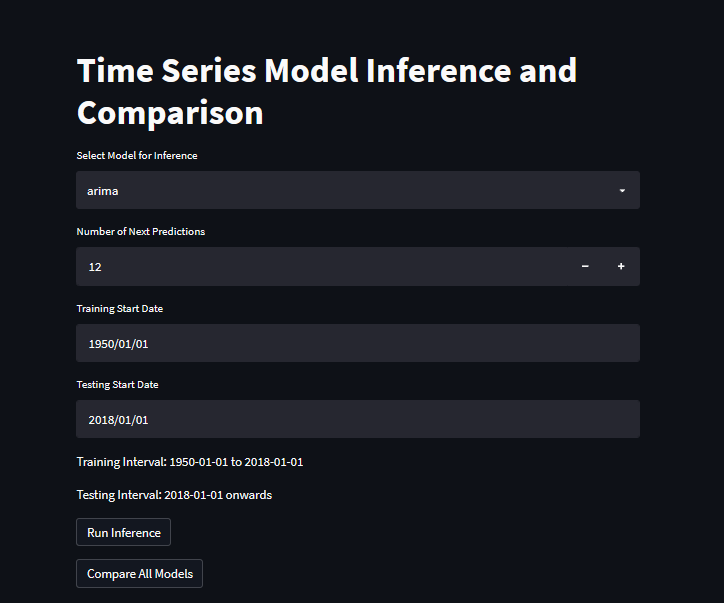 Time Series Model Inference and
Comparison
Select Model for Inference
arima
Number of Next Predictions
12
− +
Training Start Date
1950/01/01
Testing Start Date
2018/01/01
Training Interval: 1950-01-01 to 2018-01-01
Testing Interval: 2018-01-01 onwards
Run Inference
Compare All Models